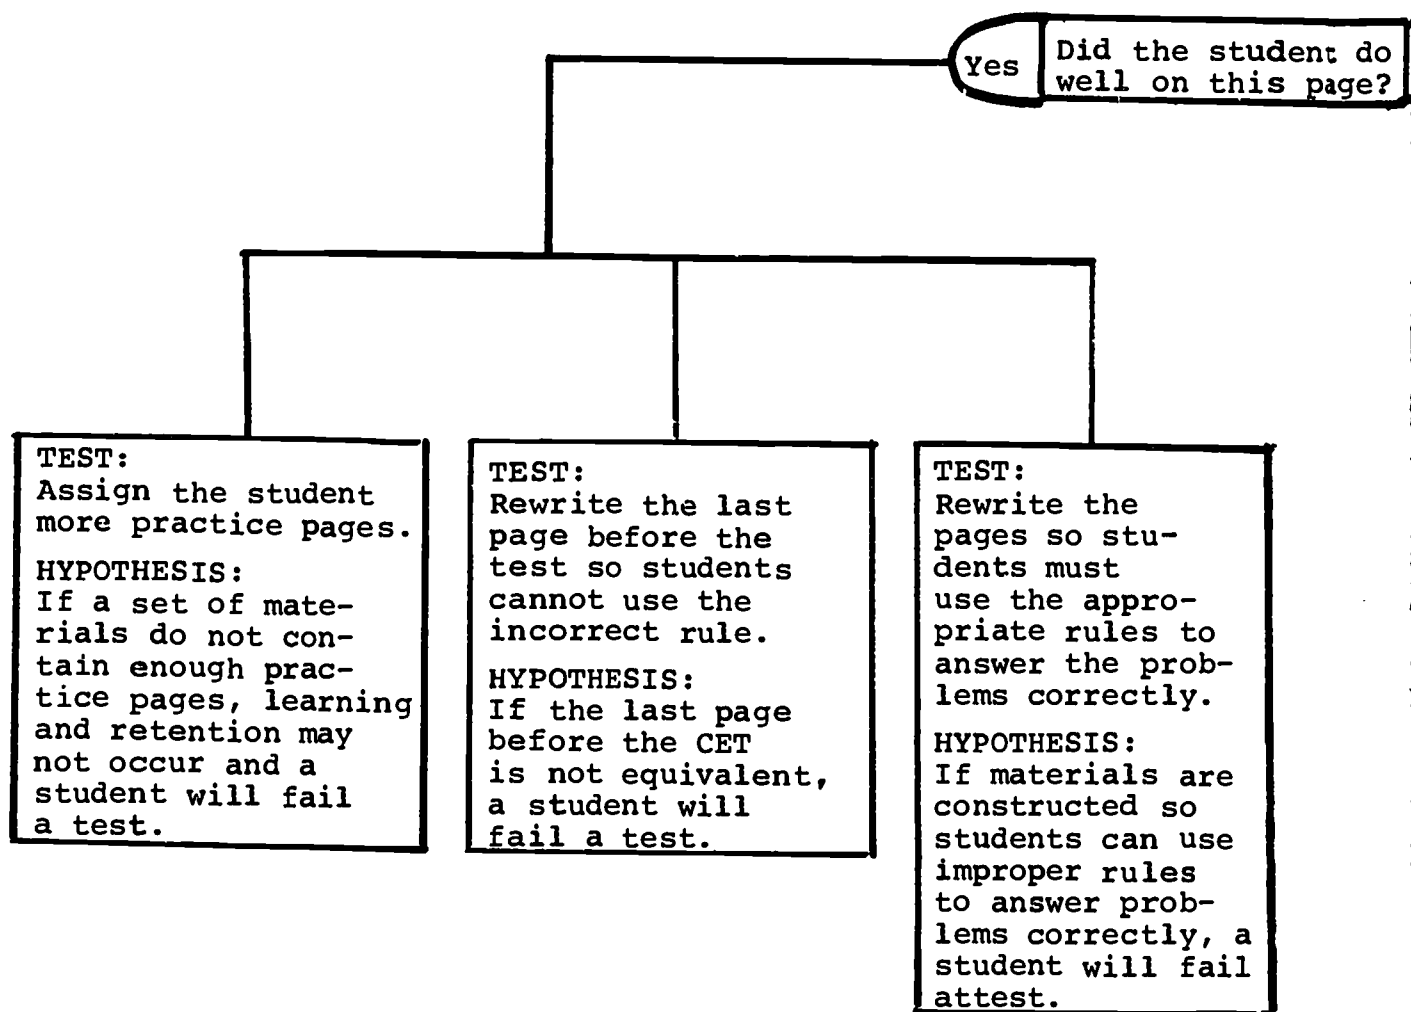 Yes
Did the student do
well on this page?
TEST:
Assign the student
more practice pages.
HYPOTHESIS:
If a set of mate-
rials do not con-
tain enough prac-
tice pages, learning
and retention may
not occur and a
student will fail
a test.
TEST:
Rewrite the last
page before the
test so students
cannot use the
incorrect rule.
HYPOTHESIS:
If the last page
before the CET
is not equivalent,
a student will
fail a test.
TEST:
Rewrite the
pages so stu-
dents must
use the appro-
priate rules to
answer the prob-
lems correctly.
HYPOTHESIS:
If materials are
constructed so
students can use
improper rules
to answer prob-
lems correctly, a
student will fail
attest.